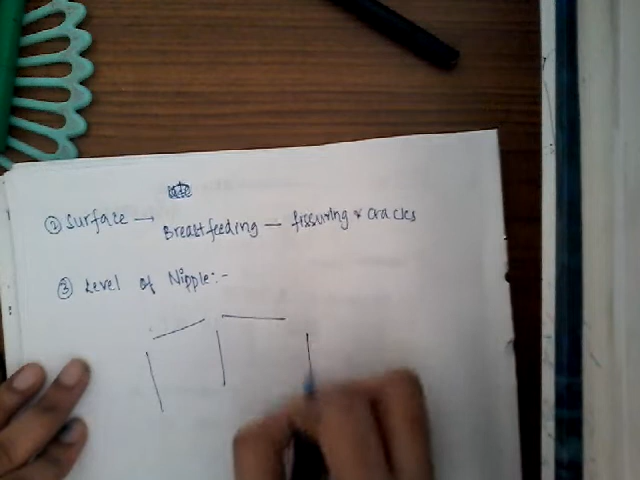 ② Surface → Breastfeeding — fissuring & cracks
③ Level of Nipple:-